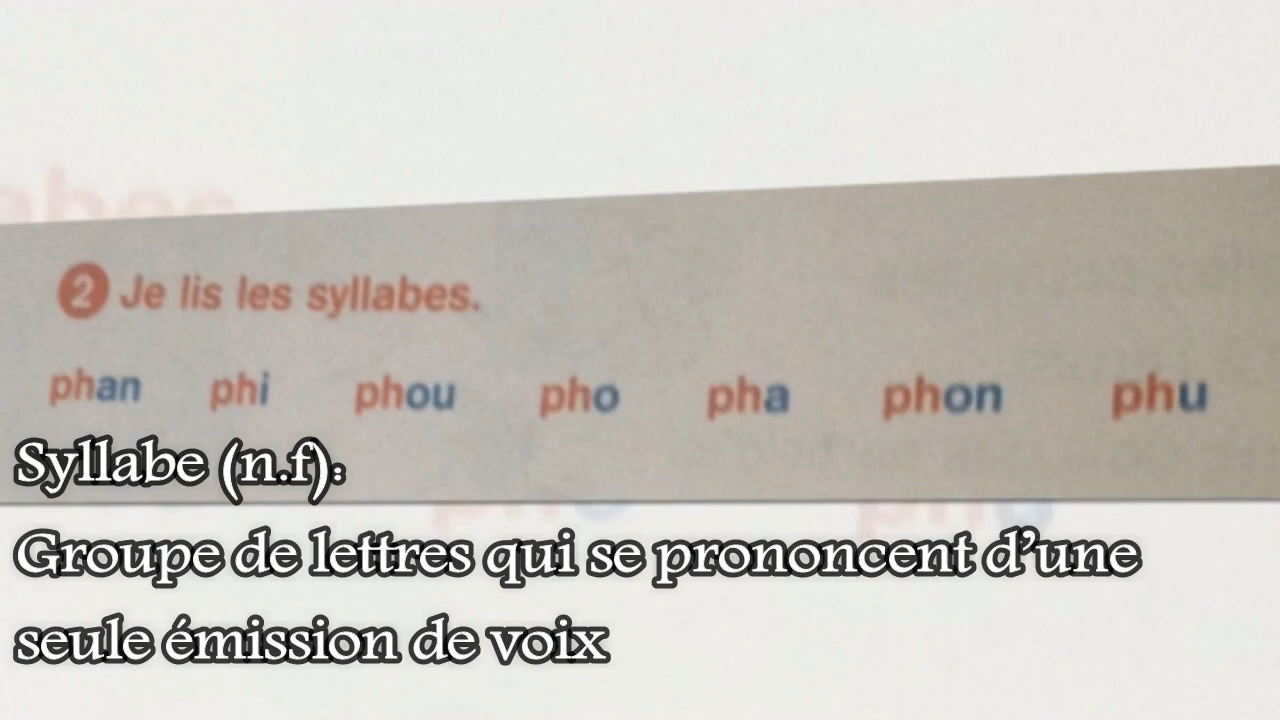 2 Je lis les syllabes.
phan phi phou pho pha phon phu
Syllabe (n.f):
Groupe de lettres qui se prononcent d’une
seule émission de voix